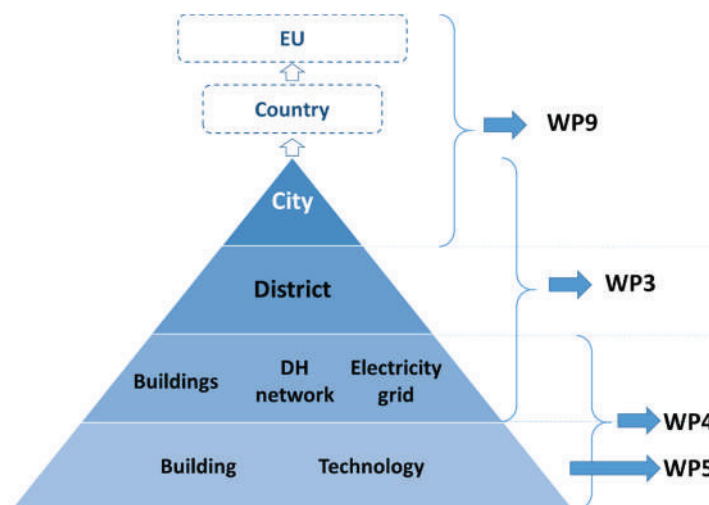 EU
Country
WP9
City
District
WP3
Buildings
DH
network
Electricity
grid
WP4
Building
Technology
WP5